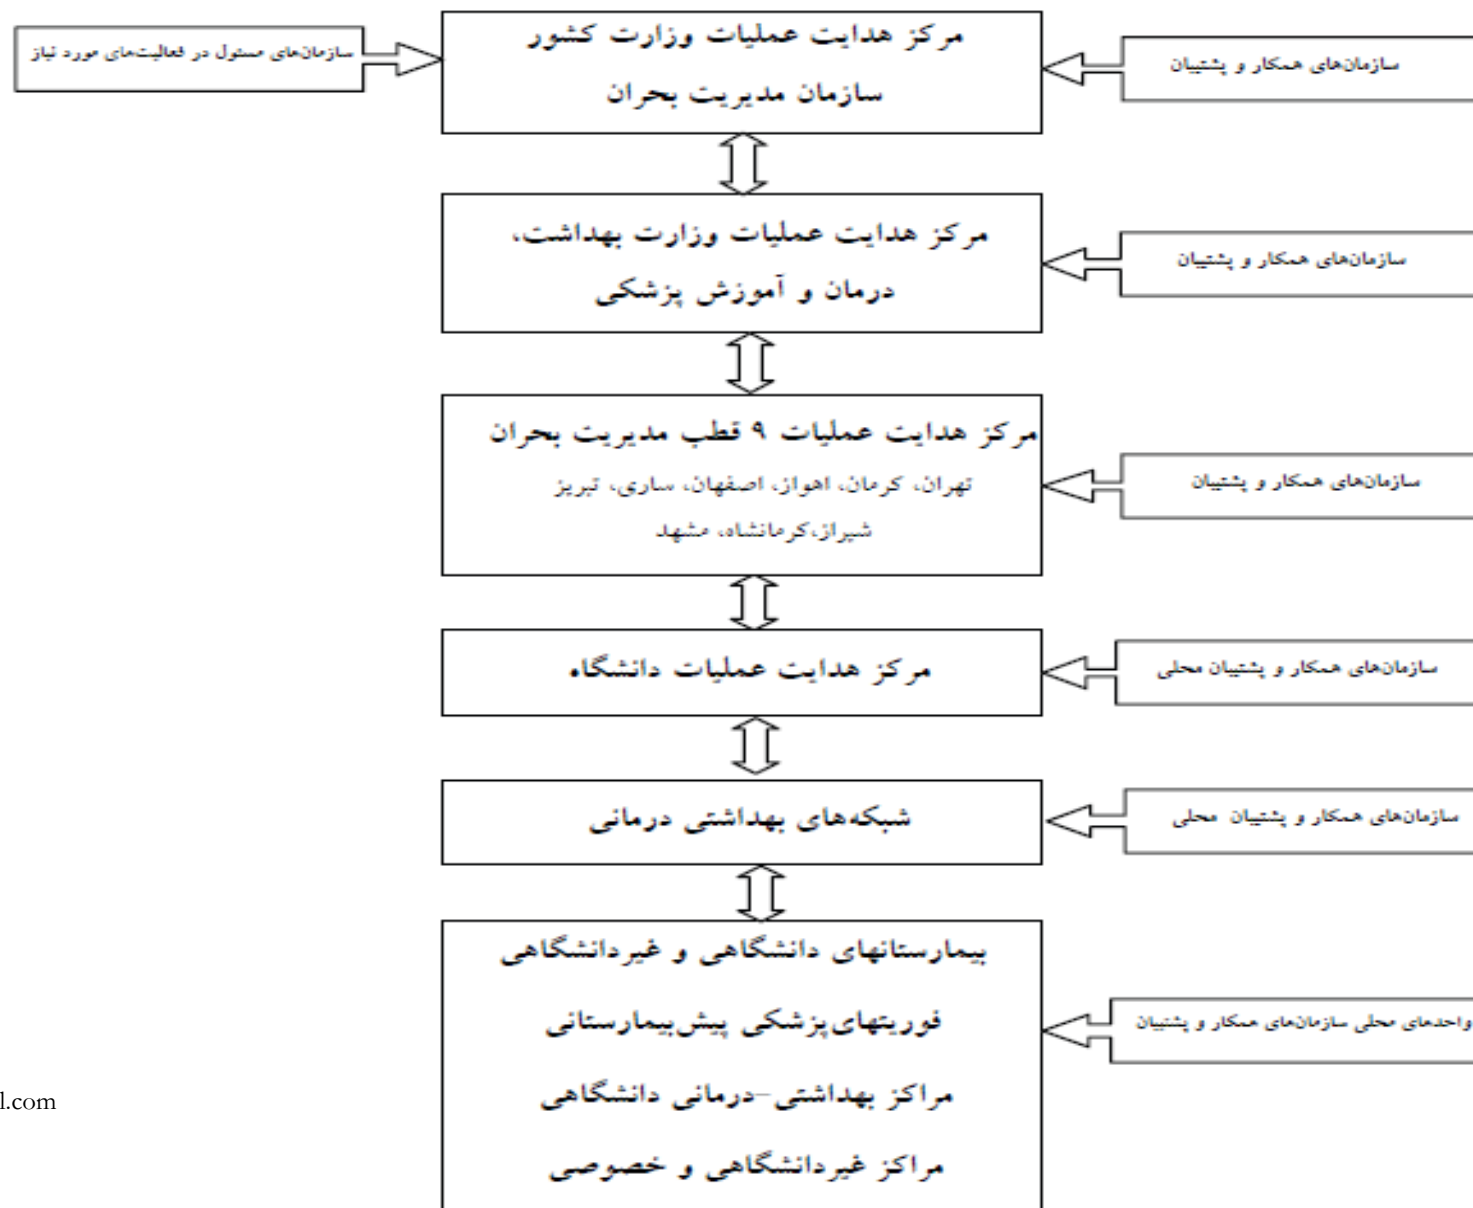 سازمان‌های همکار و پشتیبان
مرکز هدایت عملیات وزارت کشور
سازمان مدیریت بحران
سازمان‌های مسئول در فعالیت‌های مورد نیاز
سازمان‌های همکار و پشتیبان
مرکز هدایت عملیات وزارت بهداشت،
درمان و آموزش پزشکی
سازمان‌های همکار و پشتیبان
مرکز هدایت عملیات ۹ قطب مدیریت بحران
تهران، کرمان، اهواز، اصفهان، ساری، تبریز
شیراز،کرمانشاه، مشهد
سازمان‌های همکار و پشتیبان محلی
مرکز هدایت عملیات دانشگاه
سازمان‌های همکار و پشتیبان محلی
شبکه‌های بهداشتی درمانی
واحدهای محلی سازمان‌های همکار و پشتیبان
بیمارستانهای دانشگاهی و غیردانشگاهی
فوریتهای‌پزشکی پیش‌بیمارستانی
مراکز بهداشتی-درمانی دانشگاهی
مراکز غیردانشگاهی و خصوصی
l.com